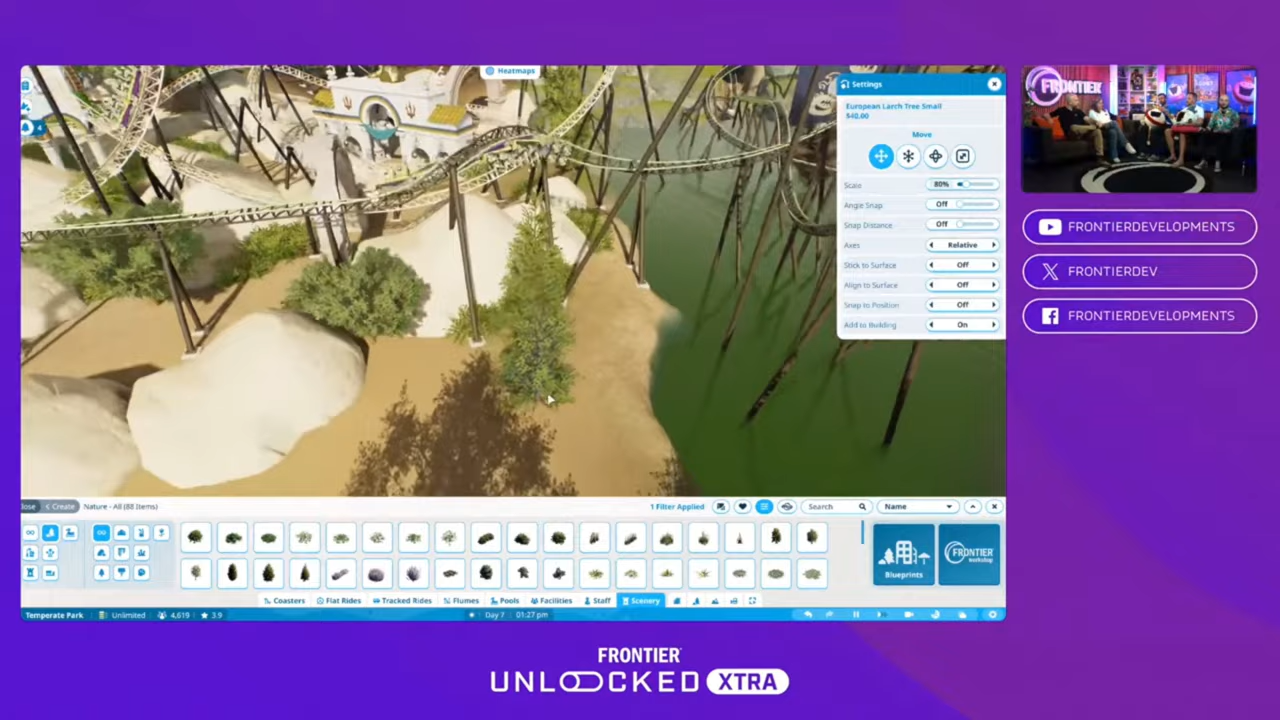 Heatmaps
4
Settings
European Larch Tree Small
$40.00
Move
Scale 80%
Angle Snap Off
Snap Distance Off
Axes Relative
Stick to Surface Off
Align to Surface Off
Snap to Position Off
Add to Building On
FRONTIER
FRONTIERDEVELOPMENTS
FRONTIERDEV
FRONTIERDEVELOPMENTS
lose < Create Nature - All (88 Items) 1 Filter Applied Search Name
Blueprints
FRONTIER workshop
Coasters Flat Rides Tracked Rides Flumes Pools Facilities Staff Scenery
Temperate Park Unlimited 4,619 3.9 Day 7 01:27 pm
FRONTIER
UNLOCKED XTRA